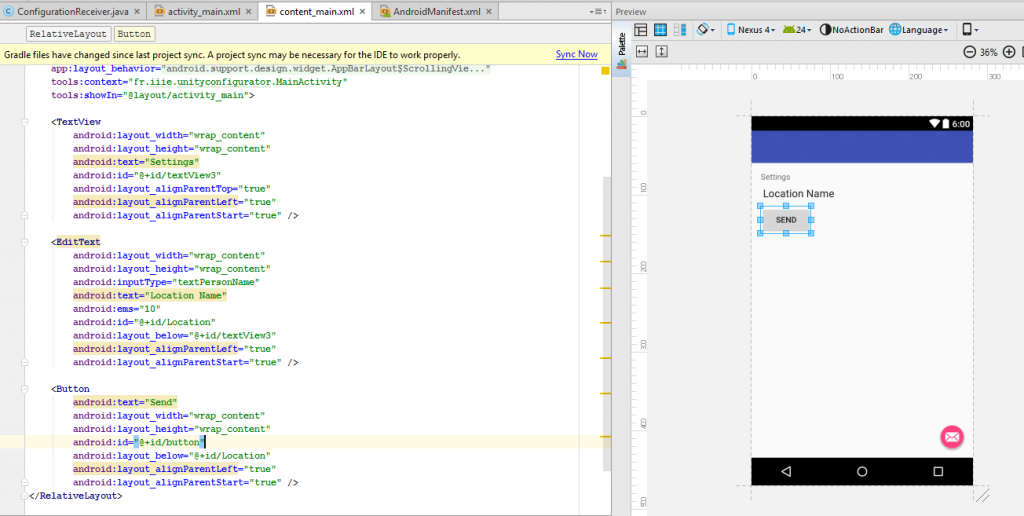 ConfigurationReceiver.java
activity_main.xml
content_main.xml
AndroidManifest.xml
RelativeLayout
Button
Gradle files have changed since last project sync. A project sync may be necessary for the IDE to work properly.
Sync Now
app:layout_behavior="android.support.design.widget.AppBarLayout$ScrollingVie..."
tools:context="fr.iiie.unityconfigurator.MainActivity"
tools:showIn="@layout/activity_main">
<TextView
android:layout_width="wrap_content"
android:layout_height="wrap_content"
android:text="Settings"
android:id="@+id/textView3"
android:layout_alignParentTop="true"
android:layout_alignParentLeft="true"
android:layout_alignParentStart="true" />
<EditText
android:layout_width="wrap_content"
android:layout_height="wrap_content"
android:inputType="textPersonName"
android:text="Location Name"
android:ems="10"
android:id="@+id/Location"
android:layout_below="@+id/textView3"
android:layout_alignParentLeft="true"
android:layout_alignParentStart="true" />
<Button
android:text="Send"
android:layout_width="wrap_content"
android:layout_height="wrap_content"
android:id="@+id/button"
android:layout_below="@+id/Location"
android:layout_alignParentLeft="true"
android:layout_alignParentStart="true" />
</RelativeLayout>
Preview
Palette
Nexus 4
24
NoActionBar
Language
36%
0
100
200
300
0
100
200
300
400
500
6:00
Settings
Location Name
SEND